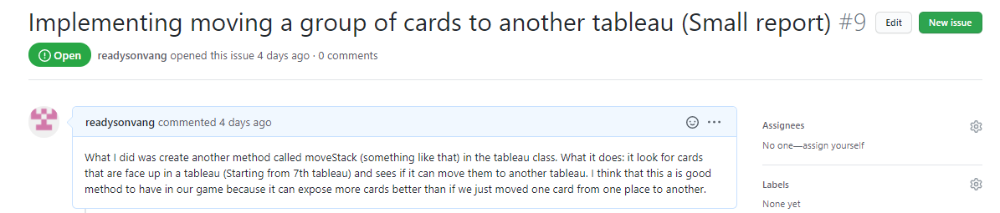 Implementing moving a group of cards to another tableau (Small report) #9
Edit
New issue
Open
readysonvang opened this issue 4 days ago · 0 comments
readysonvang commented 4 days ago
What I did was create another method called moveStack (something like that) in the tableau class. What it does: it look for cards
that are face up in a tableau (Starting from 7th tableau) and sees if it can move them to another tableau. I think that this a is good
method to have in our game because it can expose more cards better than if we just moved one card from one place to another.
Assignees
No one—assign yourself
Labels
None yet